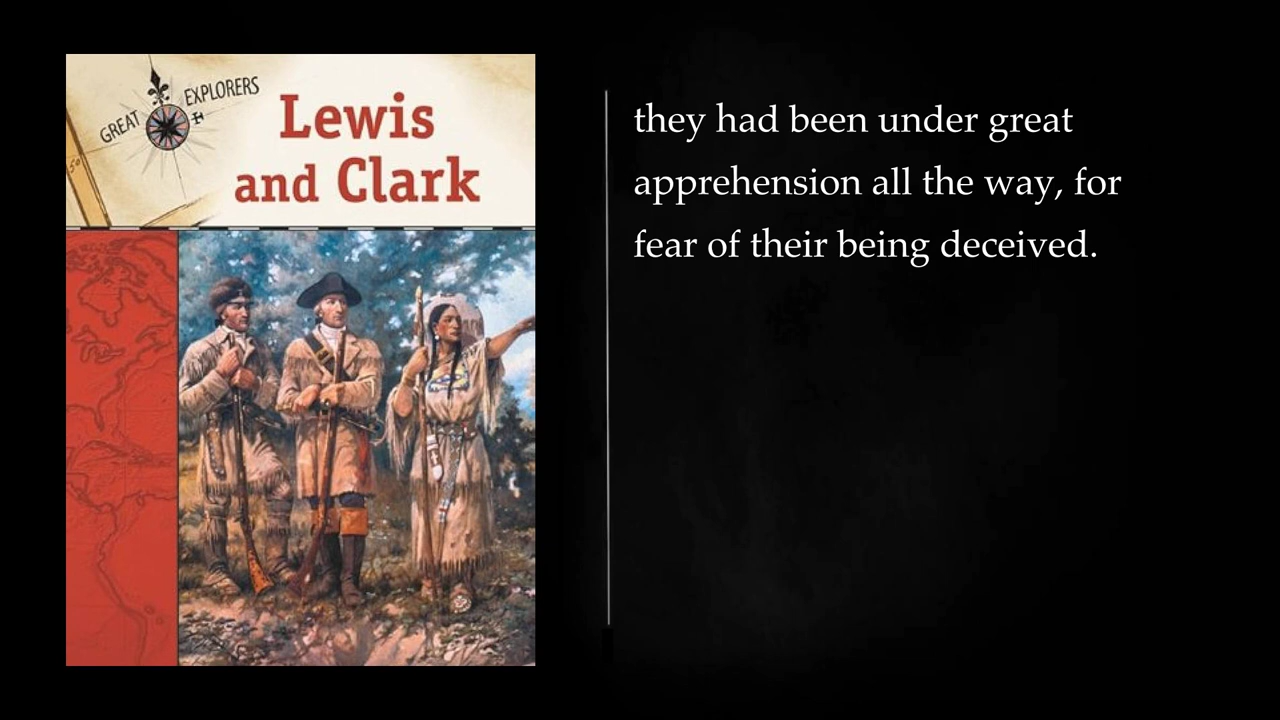 GREAT EXPLORERS
Lewis
and Clark
50
they had been under great
apprehension all the way, for
fear of their being deceived.